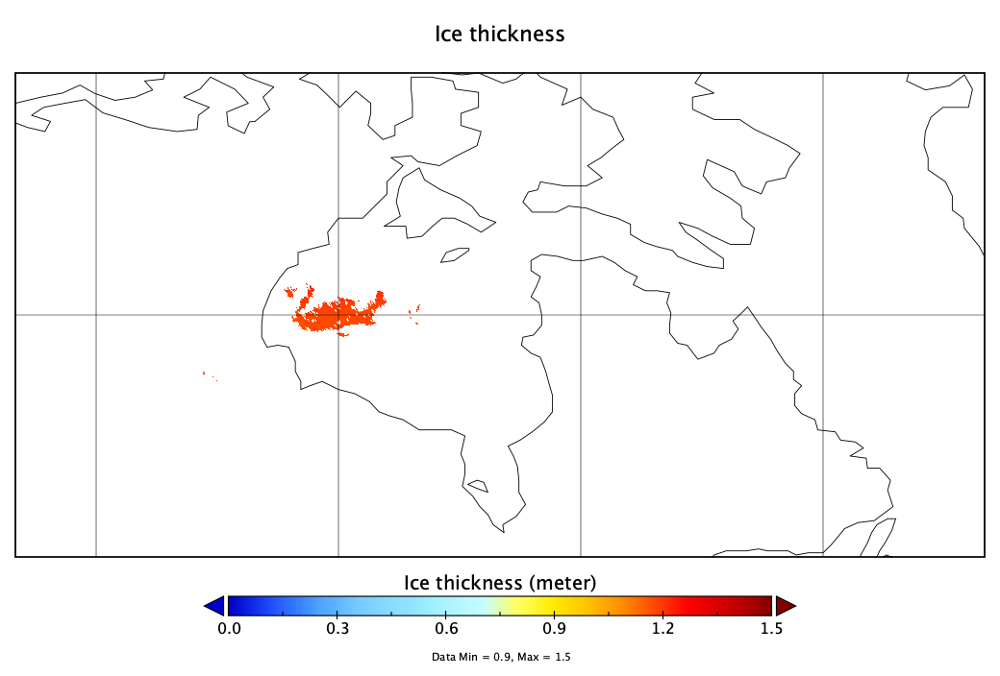 Ice thickness
Ice thickness (meter)
0.0 0.3 0.6 0.9 1.2 1.5
Data Min = 0.9, Max = 1.5